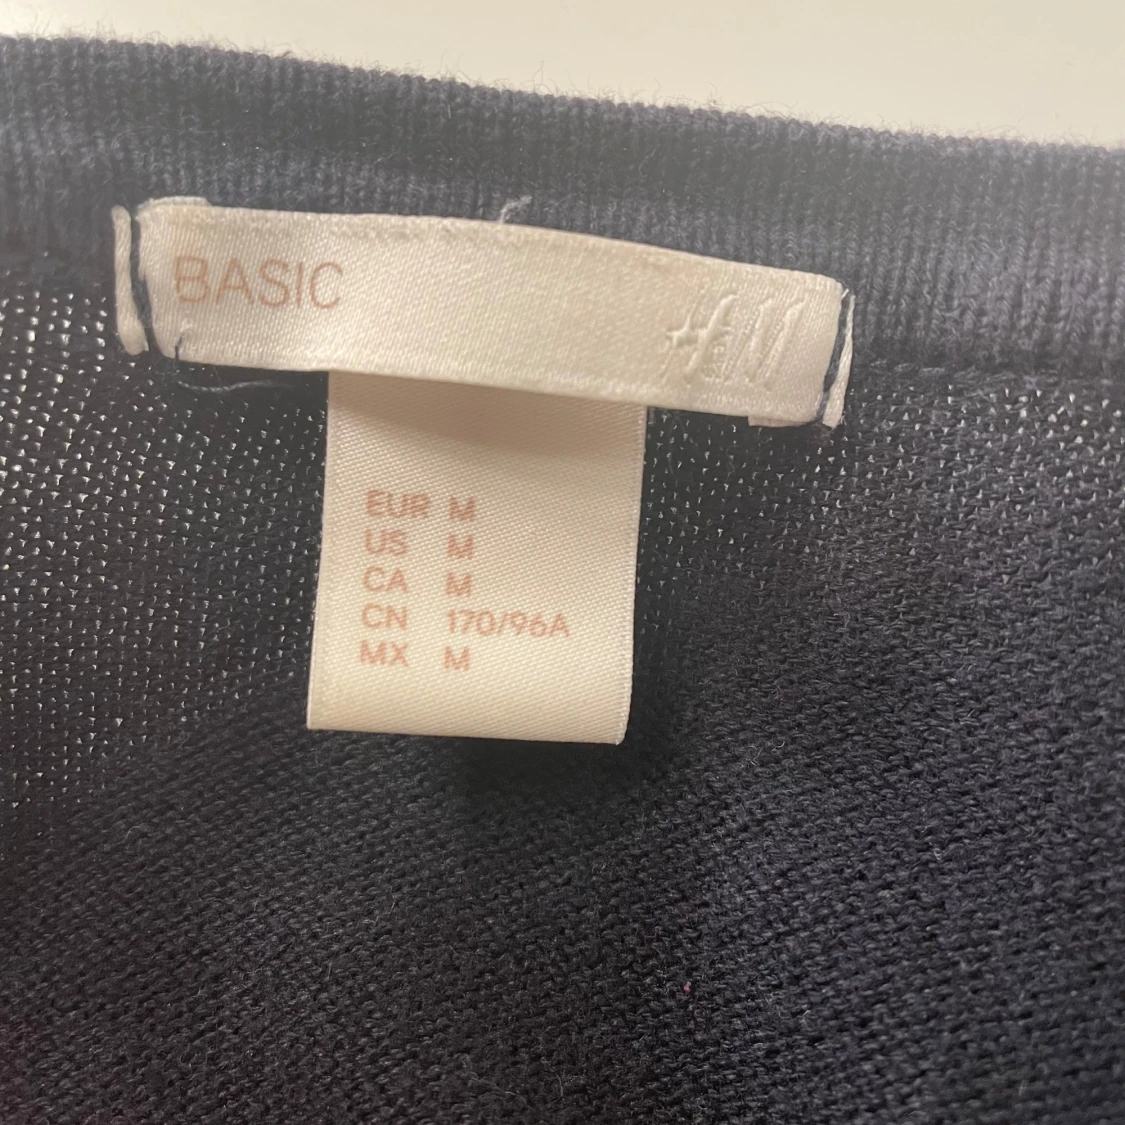 BASIC H&M
EUR M
US M
CA M
CN 170/96A
MX M